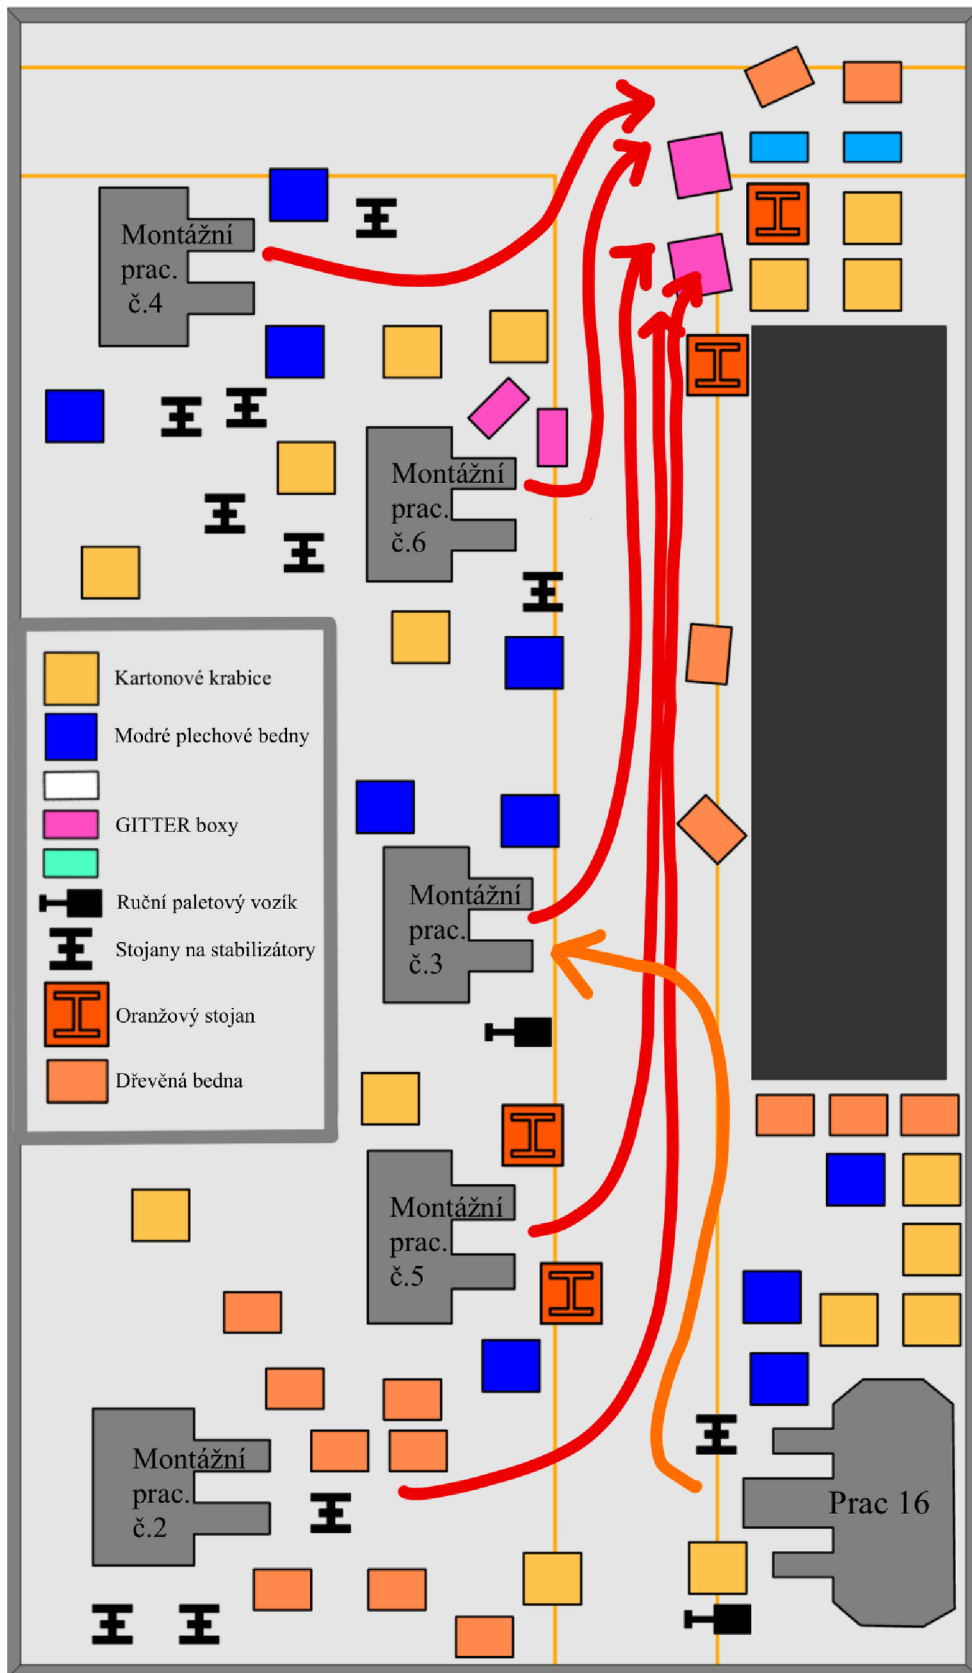 Montážní
prac.
č.4
Montážní
prac.
č.6
Kartonové krabice
Modré plechové bedny
GITTER boxy
Ruční paletový vozík
Stojany na stabilizátory
Oranžový stojan
Dřevěná bedna
Montážní
prac.
č.3
Montážní
prac.
č.5
Montážní
prac.
č.2
Prac 16